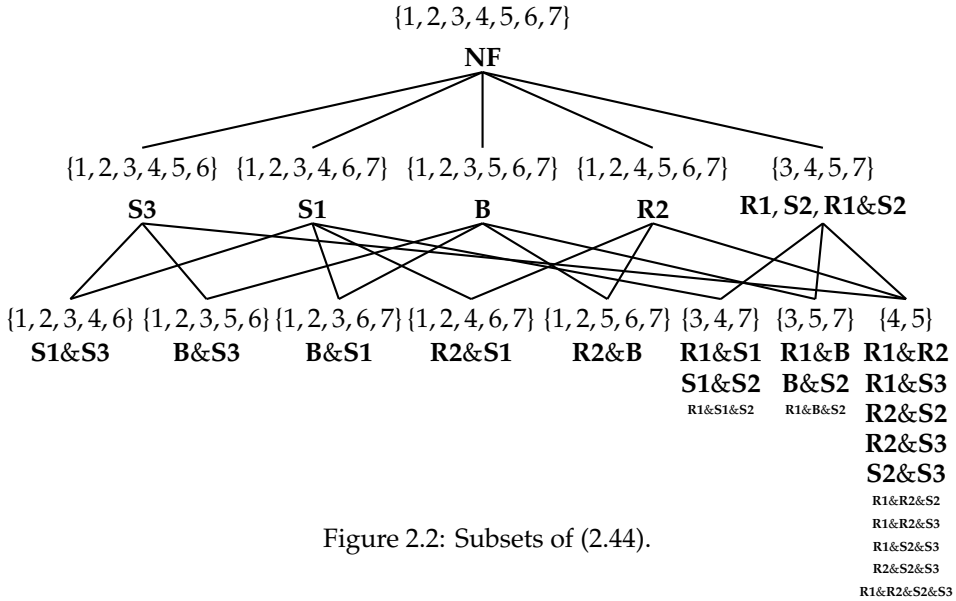 {1, 2, 3, 4, 5, 6, 7}
NF
{1, 2, 3, 4, 5, 6} {1, 2, 3, 4, 6, 7} {1, 2, 3, 5, 6, 7} {1, 2, 4, 5, 6, 7} {3, 4, 5, 7}
S3 S1 B R2 R1, S2, R1&S2
{1, 2, 3, 4, 6} {1, 2, 3, 5, 6} {1, 2, 3, 6, 7} {1, 2, 4, 6, 7} {1, 2, 5, 6, 7} {3, 4, 7} {3, 5, 7} {4, 5}
S1&S3 B&S3 B&S1 R2&S1 R2&B R1&S1 R1&B R1&R2
S1&S2 B&S2 R1&S3
R1&S1&S2 R1&B&S2 R2&S2
R2&S3
S2&S3
R1&R2&S2
R1&R2&S3
R1&S2&S3
R2&S2&S3
R1&R2&S2&S3
Figure 2.2: Subsets of (2.44).